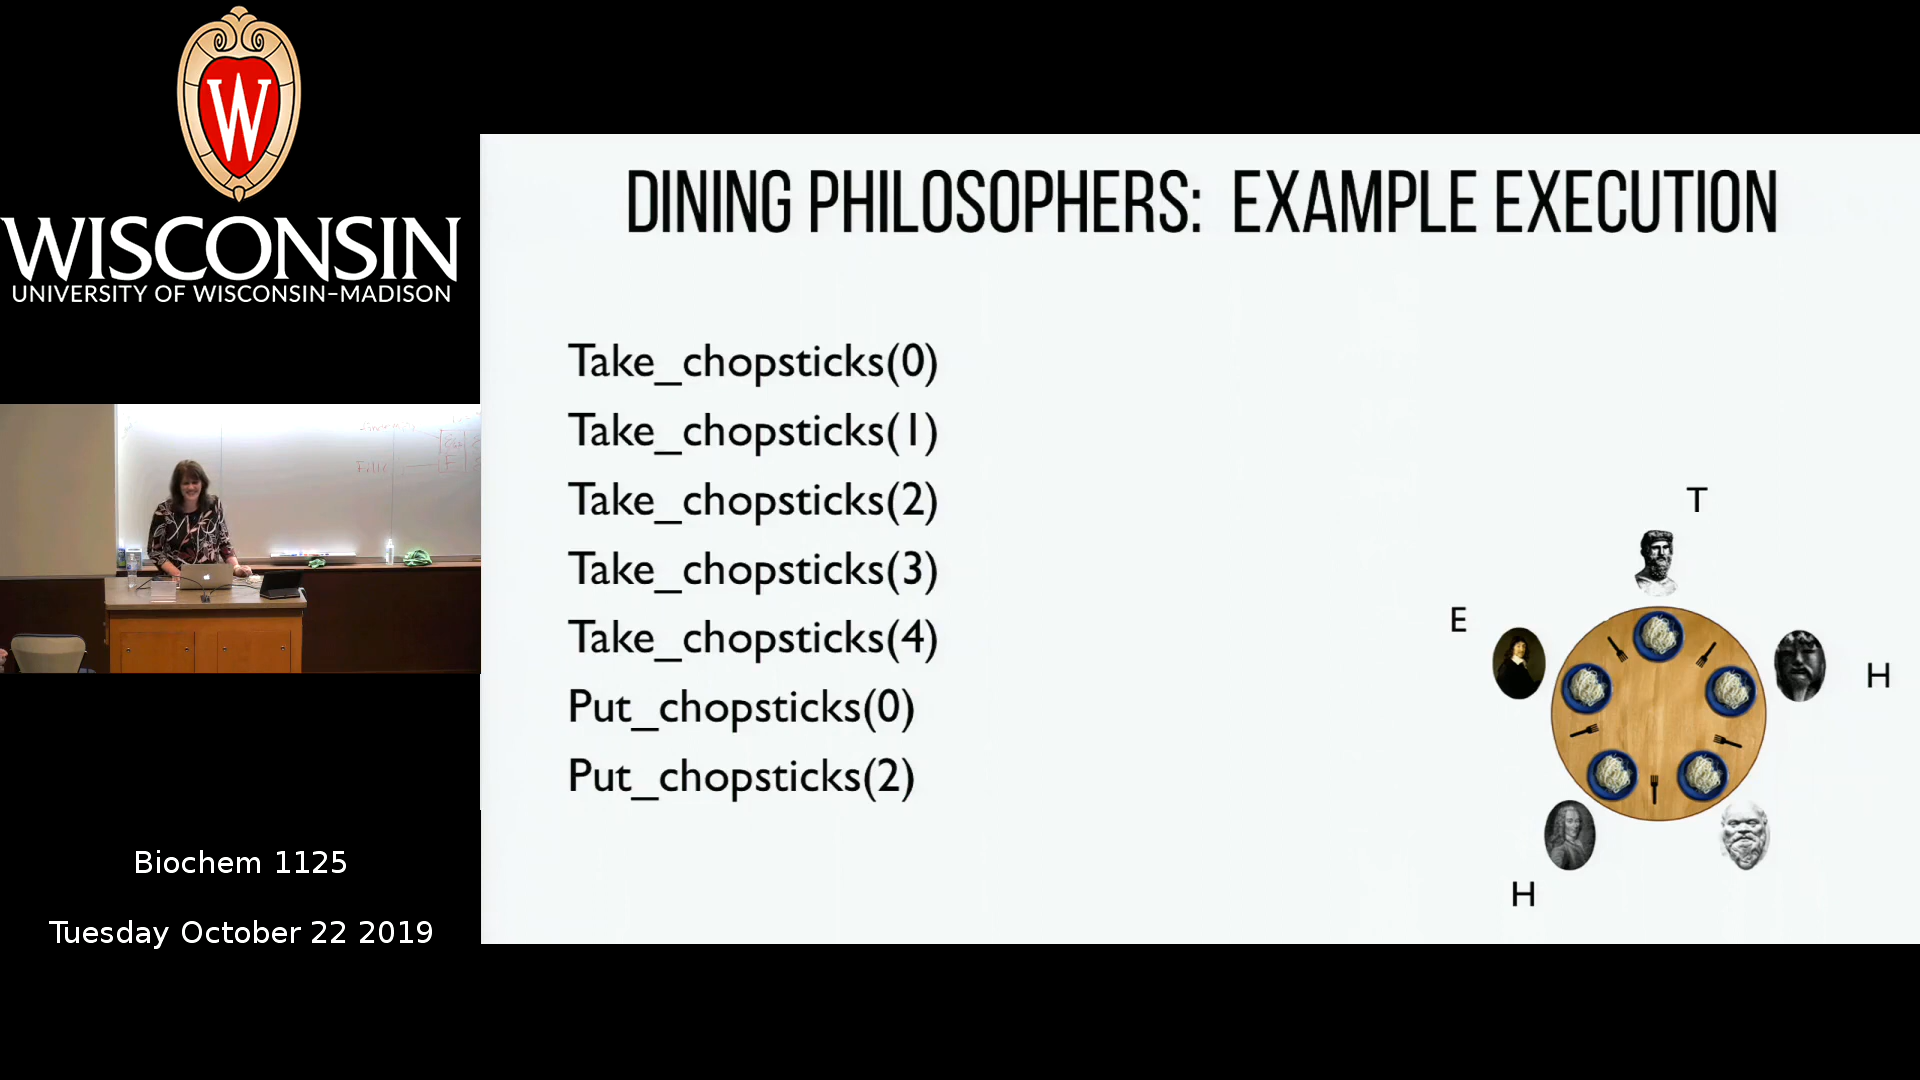 W
WISCONSIN
UNIVERSITY OF WISCONSIN-MADISON
DINING PHILOSOPHERS: EXAMPLE EXECUTION
Take_chopsticks(0)
Take_chopsticks(1)
Take_chopsticks(2)
Take_chopsticks(3)
Take_chopsticks(4)
Put_chopsticks(0)
Put_chopsticks(2)
T
E
H
H
Biochem 1125
Tuesday October 22 2019